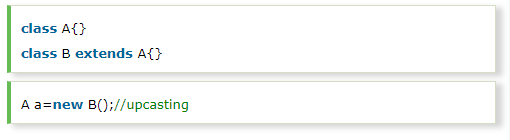 class A{}
class B extends A{}
A a=new B();//upcasting